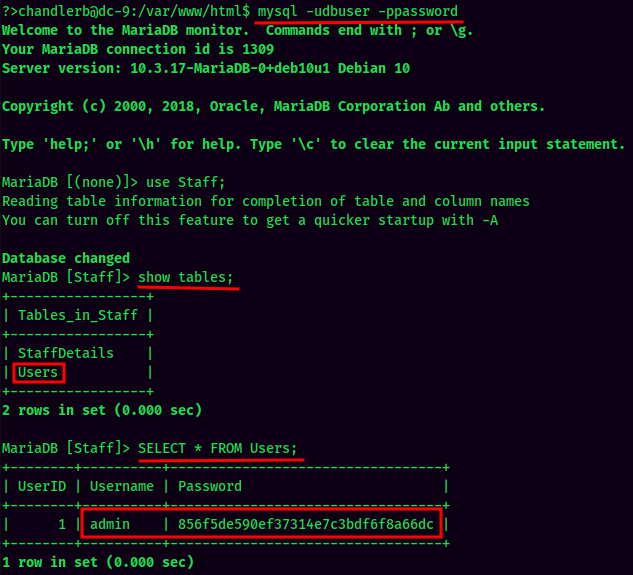 ?>chandlerb@dc-9:/var/www/html$ mysql -udbuser -ppassword
Welcome to the MariaDB monitor.  Commands end with ; or \g.
Your MariaDB connection id is 1309
Server version: 10.3.17-MariaDB-0+deb10u1 Debian 10
Copyright (c) 2000, 2018, Oracle, MariaDB Corporation Ab and others.
Type 'help;' or '\h' for help. Type '\c' to clear the current input statement.
MariaDB [(none)]> use Staff;
Reading table information for completion of table and column names
You can turn off this feature to get a quicker startup with -A
Database changed
MariaDB [Staff]> show tables;
+-----------------+
| Tables_in_Staff |
+-----------------+
| StaffDetails    |
| Users           |
+-----------------+
2 rows in set (0.000 sec)
MariaDB [Staff]> SELECT * FROM Users;
+--------+----------+----------------------------------+
| UserID | Username | Password                         |
+--------+----------+----------------------------------+
|      1 | admin    | 856f5de590ef37314e7c3bdf6f8a66dc |
+--------+----------+----------------------------------+
1 row in set (0.000 sec)